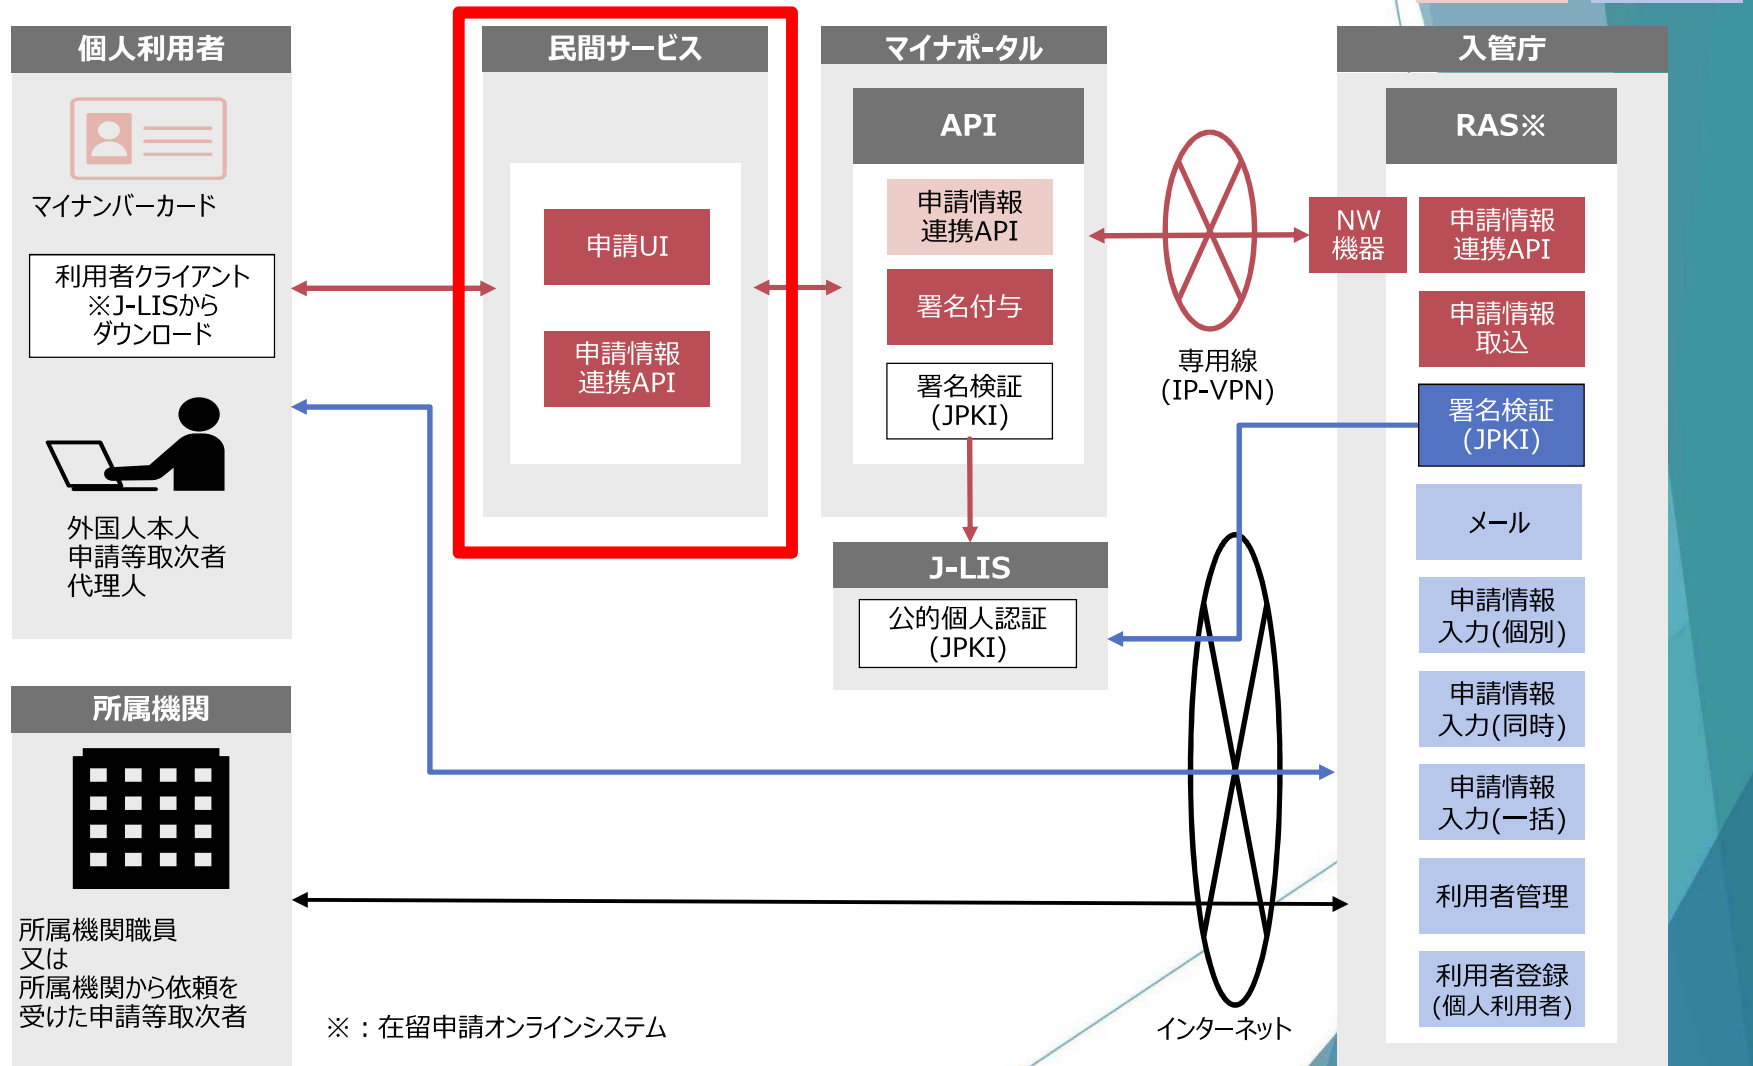 個人利用者
マイナンバーカード
利用者クライアント
※J-LISから
ダウンロード
外国人本人
申請等取次者
代理人
所属機関
所属機関職員
又は
所属機関から依頼を
受けた申請等取次者
民間サービス
申請UI
申請情報
連携API
マイナポータル
API
申請情報
連携API
署名付与
署名検証
(JPKI)
J-LIS
公的個人認証
(JPKI)
専用線
(IP-VPN)
インターネット
入管庁
RAS※
NW
機器
申請情報
連携API
申請情報
取込
署名検証
(JPKI)
メール
申請情報
入力(個別)
申請情報
入力(同時)
申請情報
入力(一括)
利用者管理
利用者登録
(個人利用者)
※：在留申請オンラインシステム